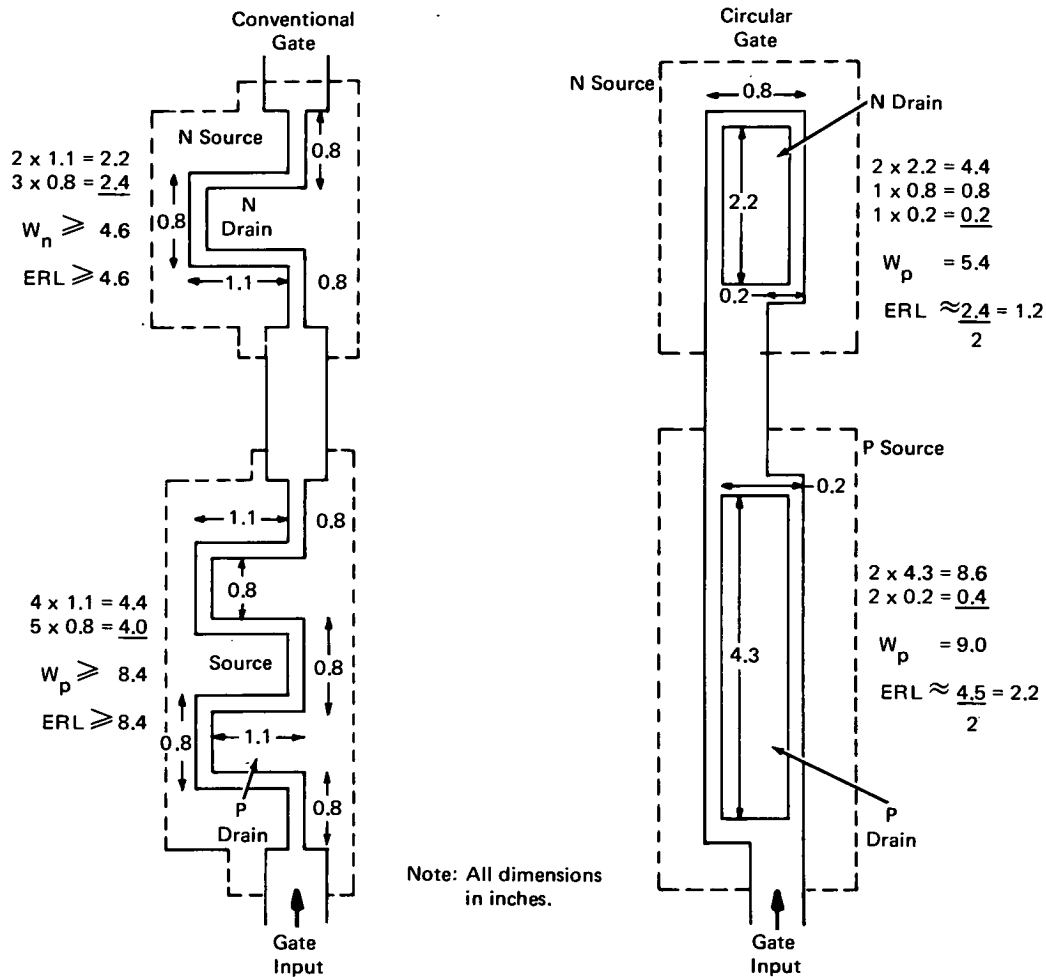 Conventional
Gate
N Source
0.8
2 x 1.1 = 2.2
3 x 0.8 = 2.4
0.8
N
Drain
Wn ⩾ 4.6
ERL ⩾ 4.6
1.1
0.8
1.1
0.8
0.8
4 x 1.1 = 4.4
5 x 0.8 = 4.0
Source
0.8
Wp ⩾ 8.4
ERL ⩾ 8.4
0.8
1.1
0.8
P
Drain
Gate
Input
Note: All dimensions
in inches.
Circular
Gate
N Source
0.8
N Drain
2.2
2 x 2.2 = 4.4
1 x 0.8 = 0.8
1 x 0.2 = 0.2
Wp = 5.4
0.2
ERL ≈ 2.4 = 1.2
2
P Source
0.2
2 x 4.3 = 8.6
2 x 0.2 = 0.4
4.3
Wp = 9.0
ERL ≈ 4.5 = 2.2
2
P
Drain
Gate
Input